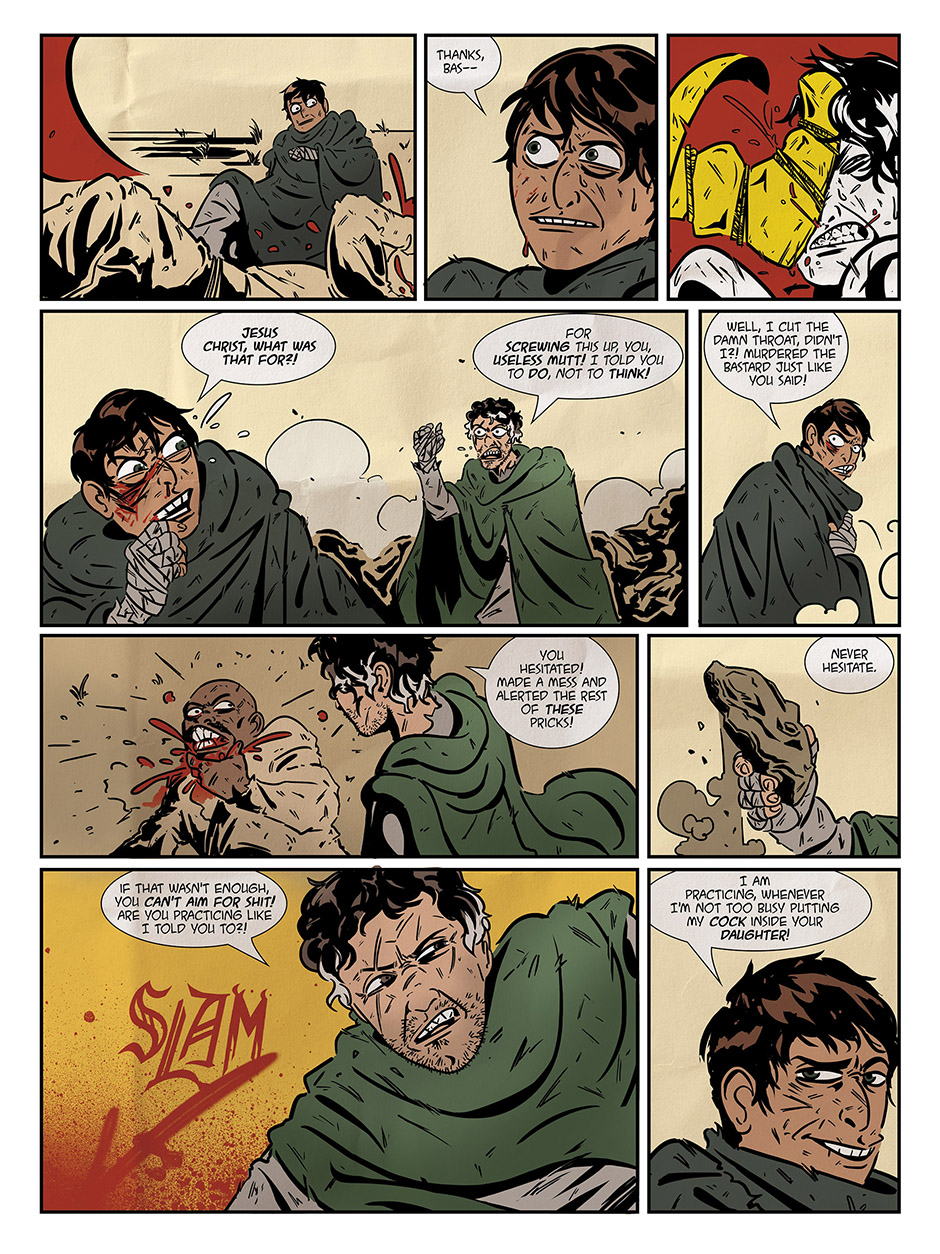 THANKS,
BAS--
JESUS
CHRIST, WHAT WAS
THAT FOR?!
FOR
SCREWING THIS UP, YOU,
USELESS MUTT! I TOLD YOU
TO DO, NOT TO THINK!
WELL, I CUT THE
DAMN THROAT, DIDN'T
I?! MURDERED THE
BASTARD JUST LIKE
YOU SAID!
YOU
HESITATED!
MADE A MESS AND
ALERTED THE REST
OF THESE
PRICKS!
NEVER
HESITATE.
IF THAT WASN'T ENOUGH,
YOU CAN'T AIM FOR SHIT!
ARE YOU PRACTICING LIKE
I TOLD YOU TO?!
SLAM
I AM
PRACTICING, WHENEVER
I'M NOT TOO BUSY PUTTING
MY COCK INSIDE YOUR
DAUGHTER!